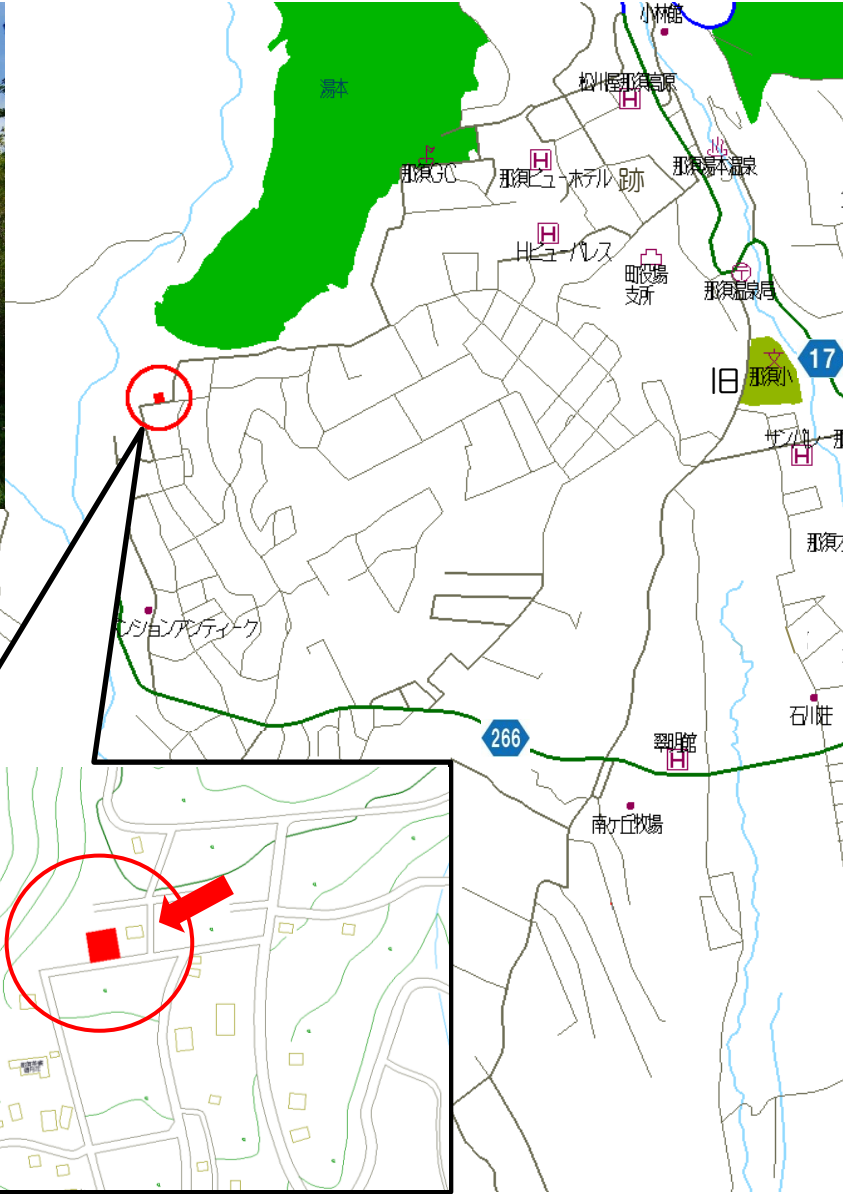 小林館
松川屋那須高原
湯本
那須GC
那須ビューホテル
跡
那須湯本温泉
Hビューパレス
町役場
支所
那須温泉局
旧
那須小
17
サンバレー那
那須
ンションアンティーク
石川荘
266
翠明館
南ケ丘牧場